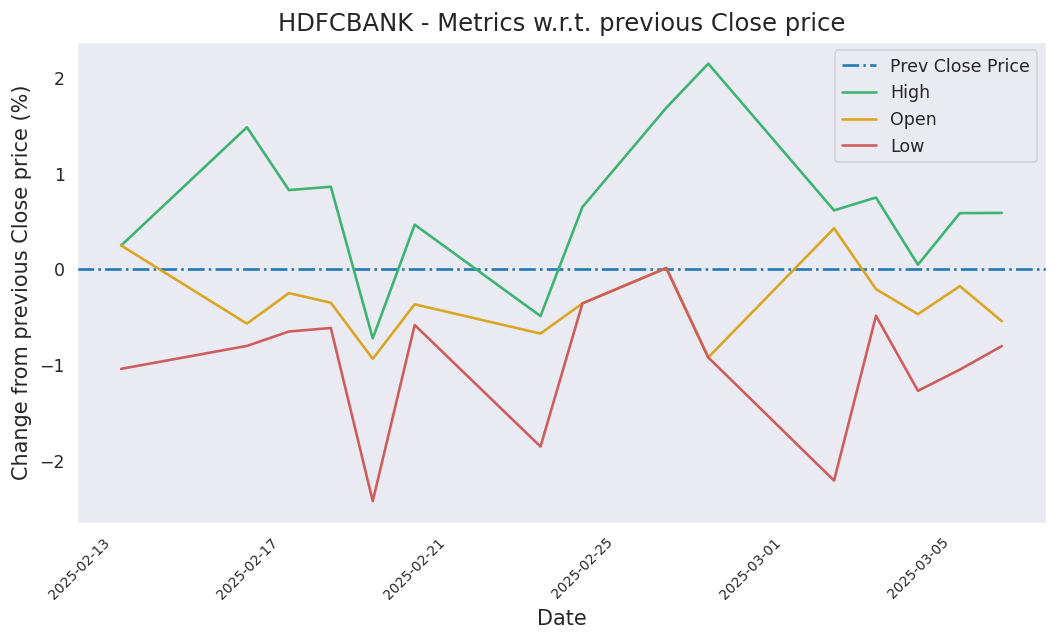 HDFCBANK - Metrics w.r.t. previous Close price
Prev Close Price
High
Open
Low
Change from previous Close price (%)
2
1
0
−1
−2
2025-02-13
2025-02-17
2025-02-21
2025-02-25
2025-03-01
2025-03-05
Date